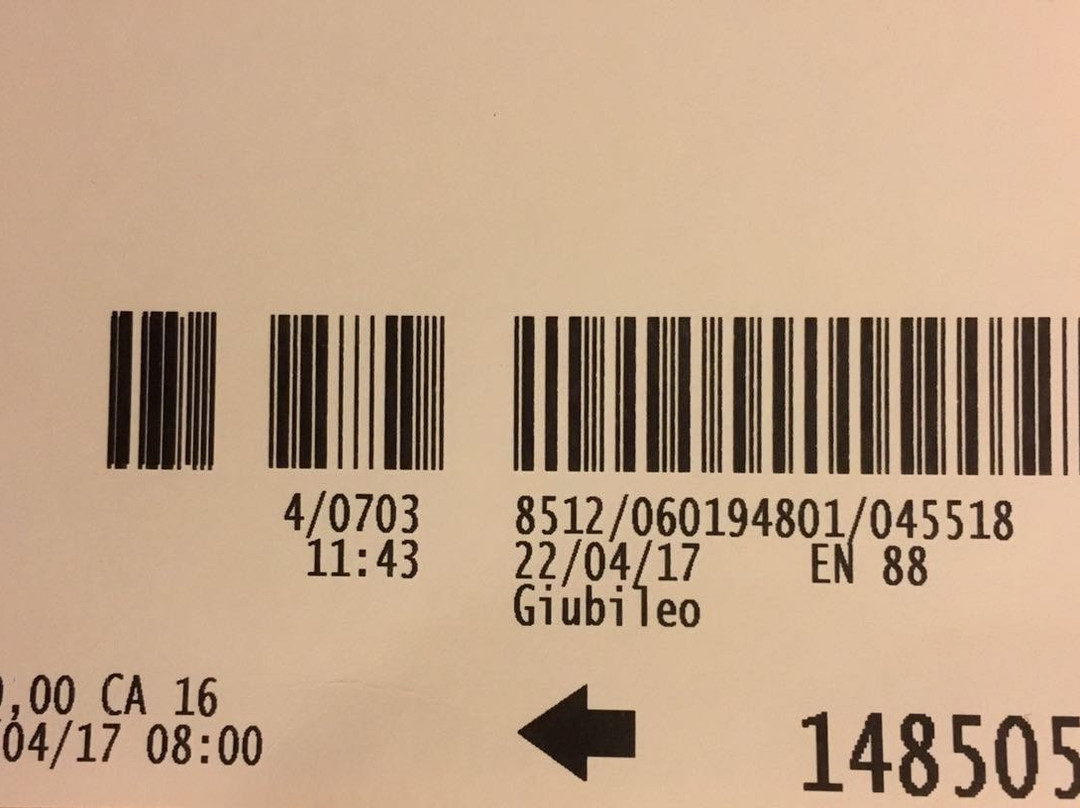 4/0703 8512/060194801/045518
11:43 22/04/17 EN 88
Giubileo
,00 CA 16
04/17 08:00
148505